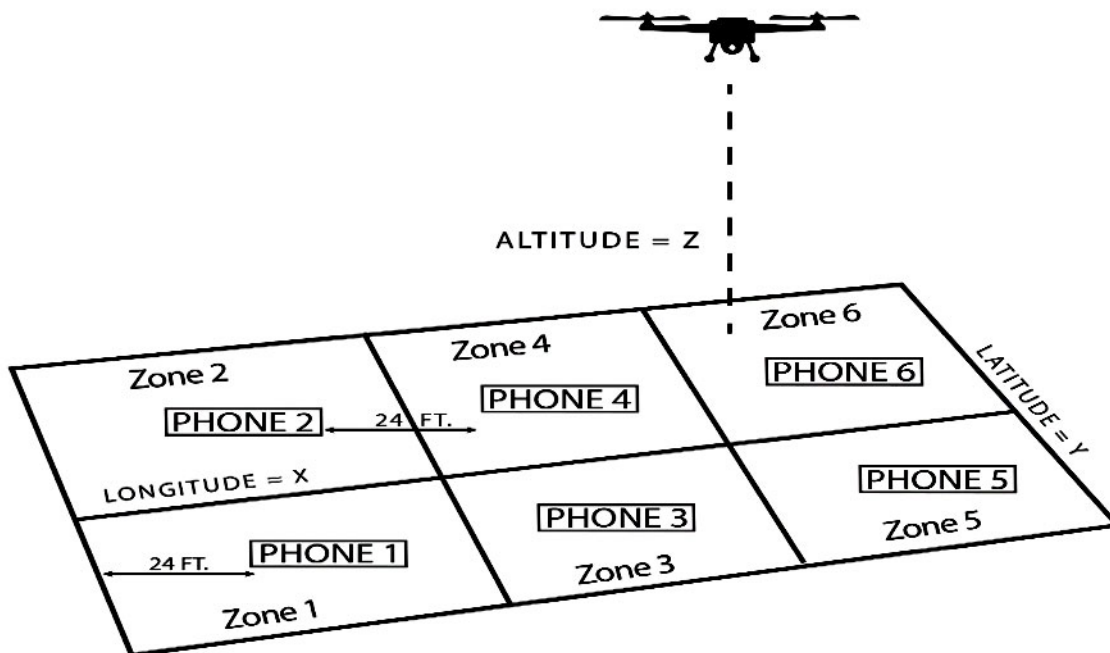 ALTITUDE = Z
Zone 6
Zone 4
Zone 2
PHONE 6
PHONE 4
PHONE 2
24 FT.
LATITUDE = Y
LONGITUDE = X
PHONE 5
Zone 5
PHONE 3
Zone 3
PHONE 1
24 FT.
Zone 1